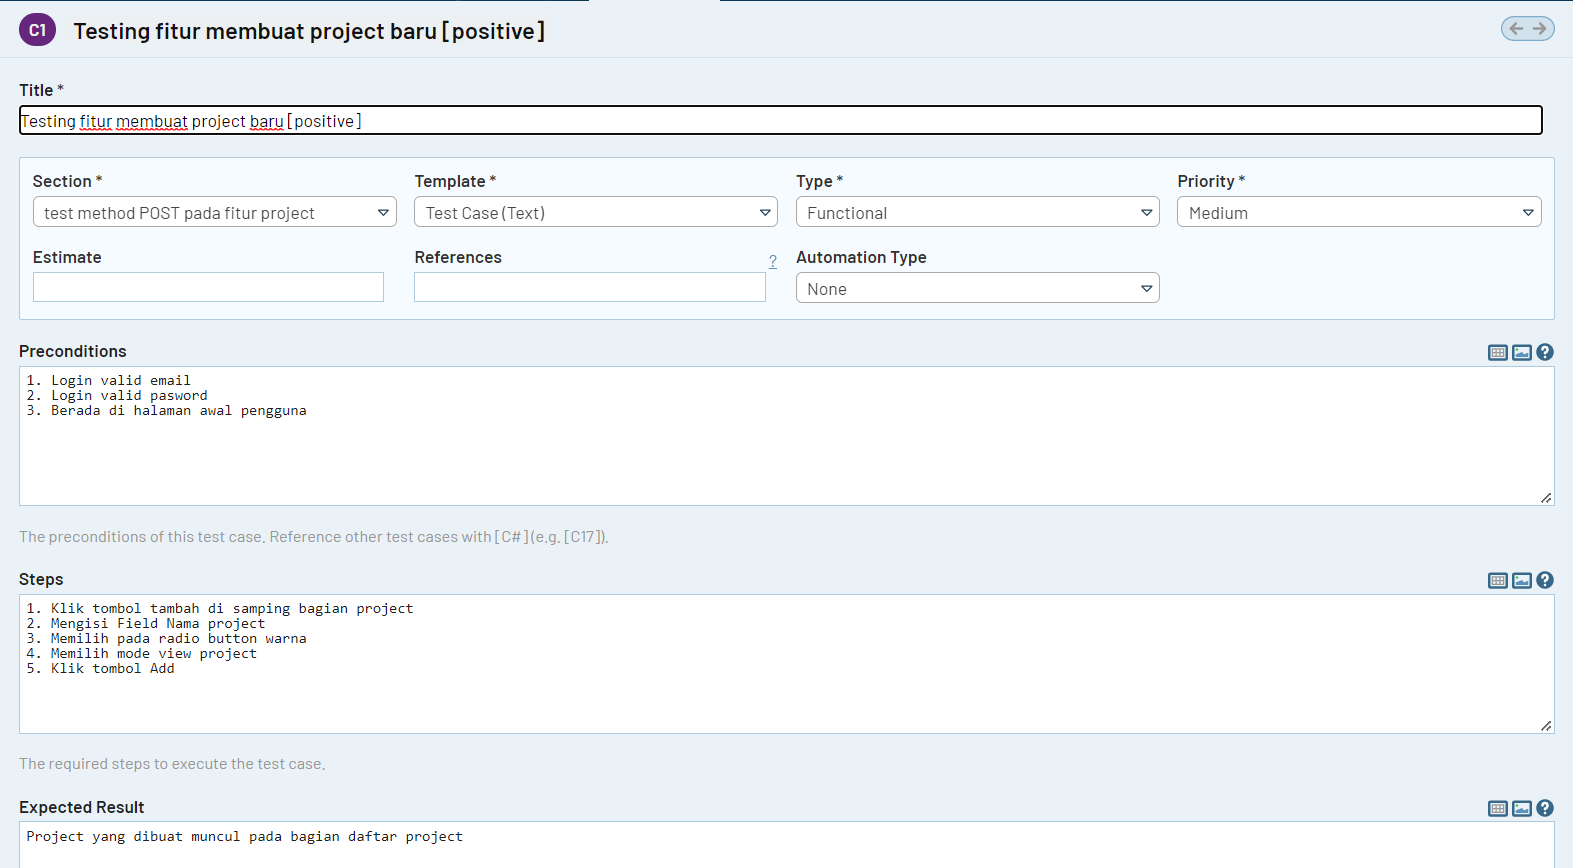 C1 Testing fitur membuat project baru [positive]
Title *
Testing fitur membuat project baru [positive]
Section * Template * Type * Priority *
test method POST pada fitur project Test Case (Text) Functional Medium
Estimate References ? Automation Type
None
Preconditions
1. Login valid email
2. Login valid pasword
3. Berada di halaman awal pengguna
The preconditions of this test case. Reference other test cases with [C#] (e.g. [C17]).
Steps
1. Klik tombol tambah di samping bagian project
2. Mengisi Field Nama project
3. Memilih pada radio button warna
4. Memilih mode view project
5. Klik tombol Add
The required steps to execute the test case.
Expected Result
Project yang dibuat muncul pada bagian daftar project